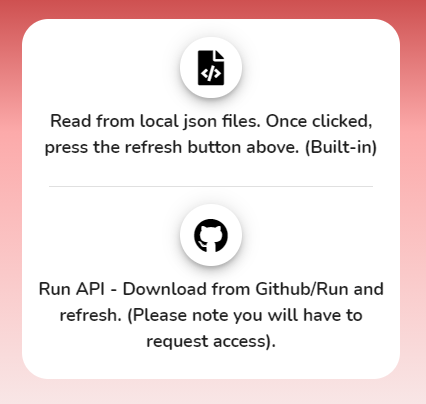 Read from local json files. Once clicked,
press the refresh button above. (Built-in)
Run API - Download from Github/Run and
refresh. (Please note you will have to
request access).